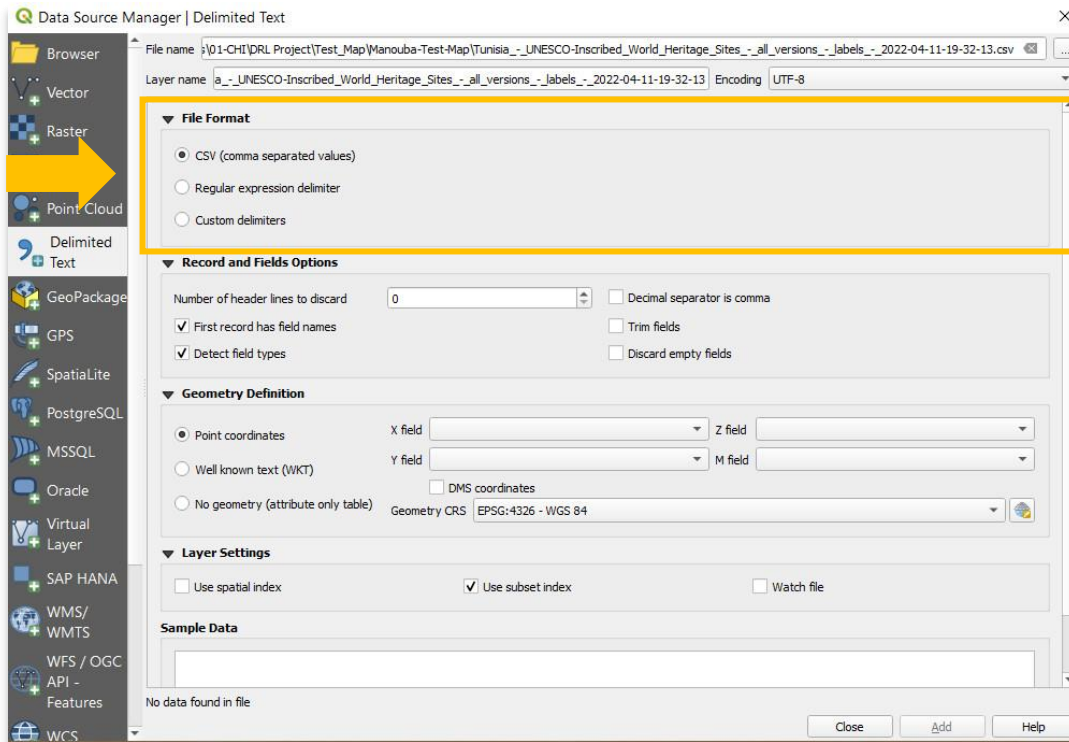 Data Source Manager | Delimited Text
Browser
Vector
Raster
Point Cloud
Delimited
Text
GeoPackage
GPS
SpatiaLite
PostgreSQL
MSSQL
Oracle
Virtual
Layer
SAP HANA
WMS/
WMTS
WFS / OGC
API -
Features
WCS
File name ;\01-CHI\DRL Project\Test_Map\Manouba-Test-Map\Tunisia_-_UNESCO-Inscribed_World_Heritage_Sites_-_all_versions_-_labels_-_2022-04-11-19-32-13.csv ...
Layer name a_-_UNESCO-Inscribed_World_Heritage_Sites_-_all_versions_-_labels_-_2022-04-11-19-32-13 Encoding UTF-8
File Format
CSV (comma separated values)
Regular expression delimiter
Custom delimiters
Record and Fields Options
Number of header lines to discard 0 Decimal separator is comma
First record has field names Trim fields
Detect field types Discard empty fields
Geometry Definition
Point coordinates X field Z field
Y field M field
Well known text (WKT)
DMS coordinates
No geometry (attribute only table) Geometry CRS EPSG:4326 - WGS 84
Layer Settings
Use spatial index Use subset index Watch file
Sample Data
No data found in file
Close Add Help